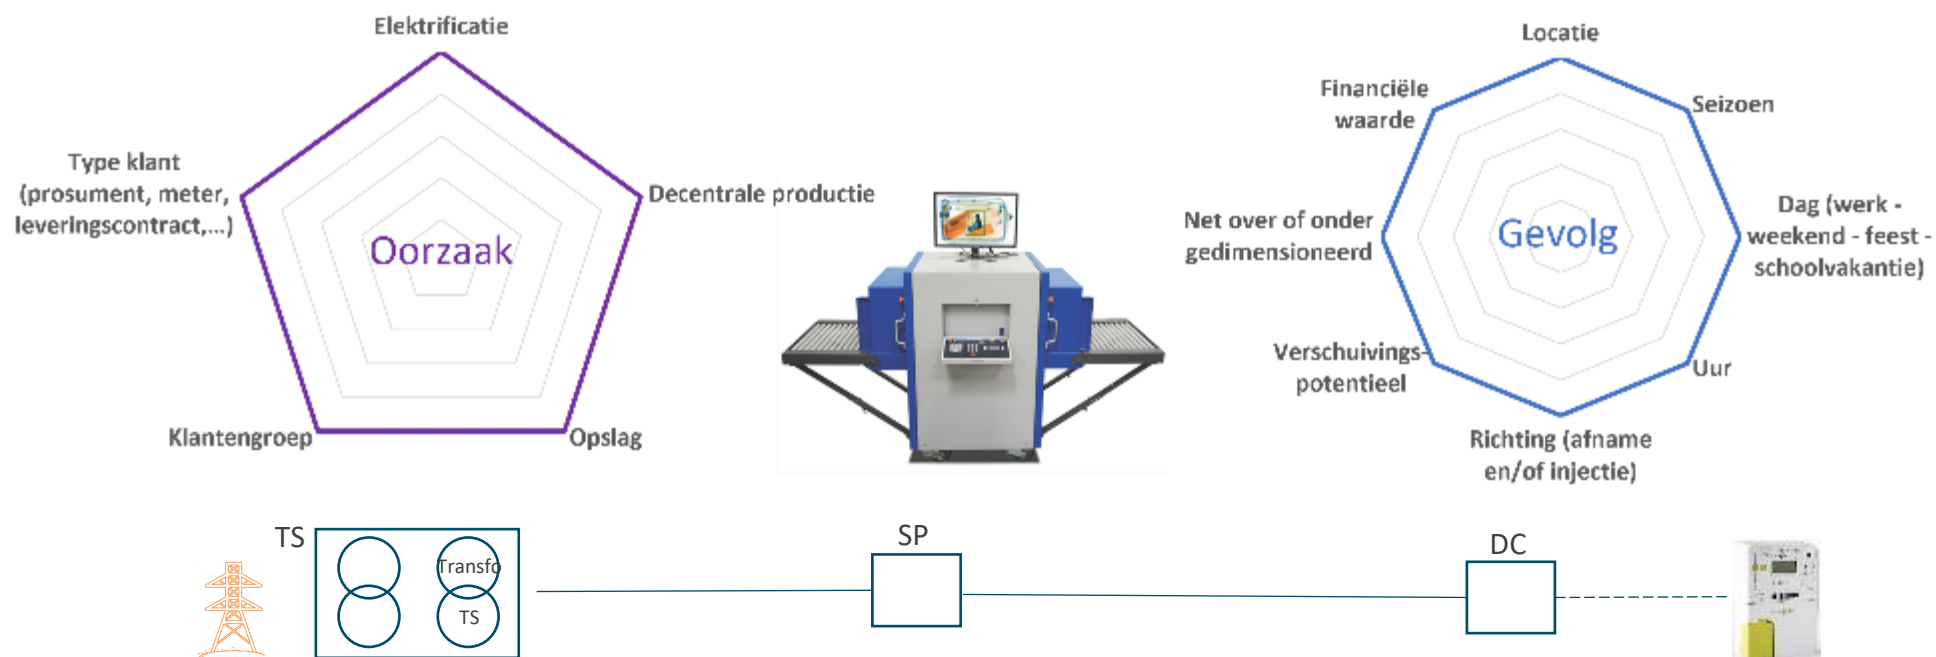 Elektrificatie
Type klant
(prosument, meter,
leveringscontract,...)
Decentrale productie
Oorzaak
Klantengroep
Opslag
Locatie
Financiële
waarde
Seizoen
Net over of onder
gedimensioneerd
Gevolg
Dag (werk -
weekend - feest -
schoolvakantie)
Verschuivings-
potentieel
Uur
Richting (afname
en/of injectie)
TS
Transfo
TS
SP
DC